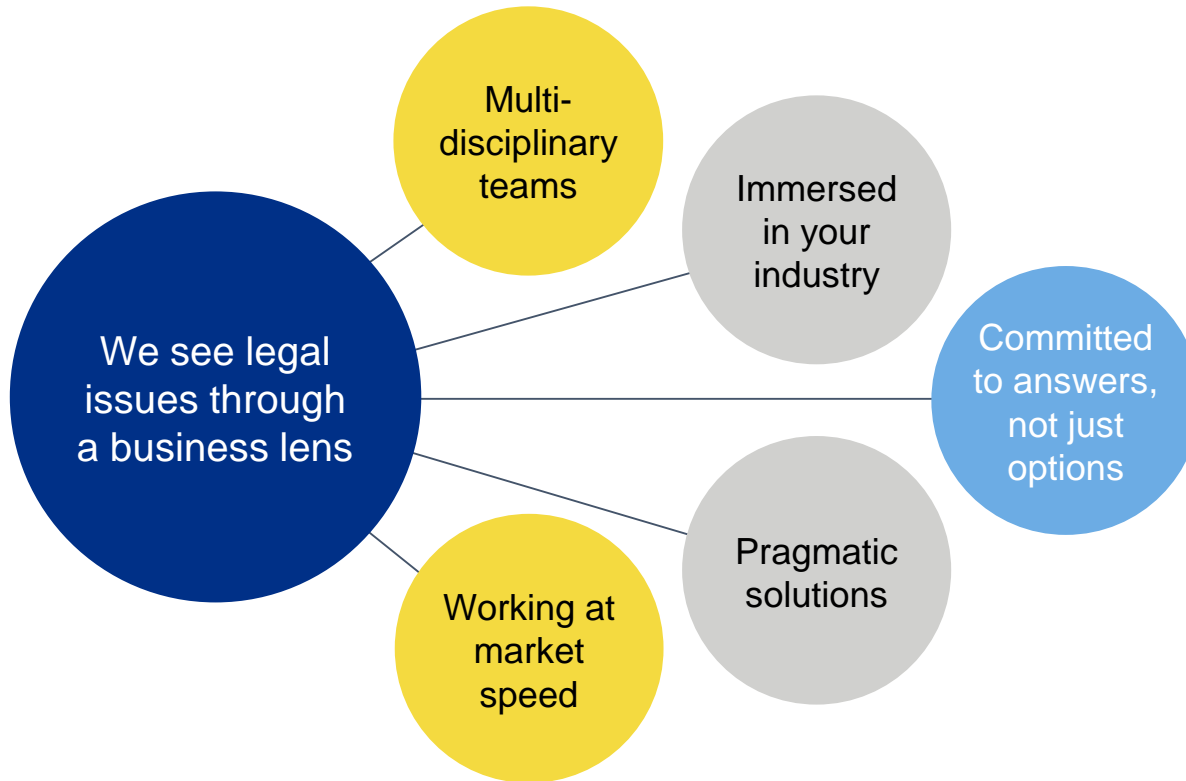 We see legal
issues through
a business lens
Multi-
disciplinary
teams
Immersed
in your
industry
Committed
to answers,
not just
options
Pragmatic
solutions
Working at
market
speed